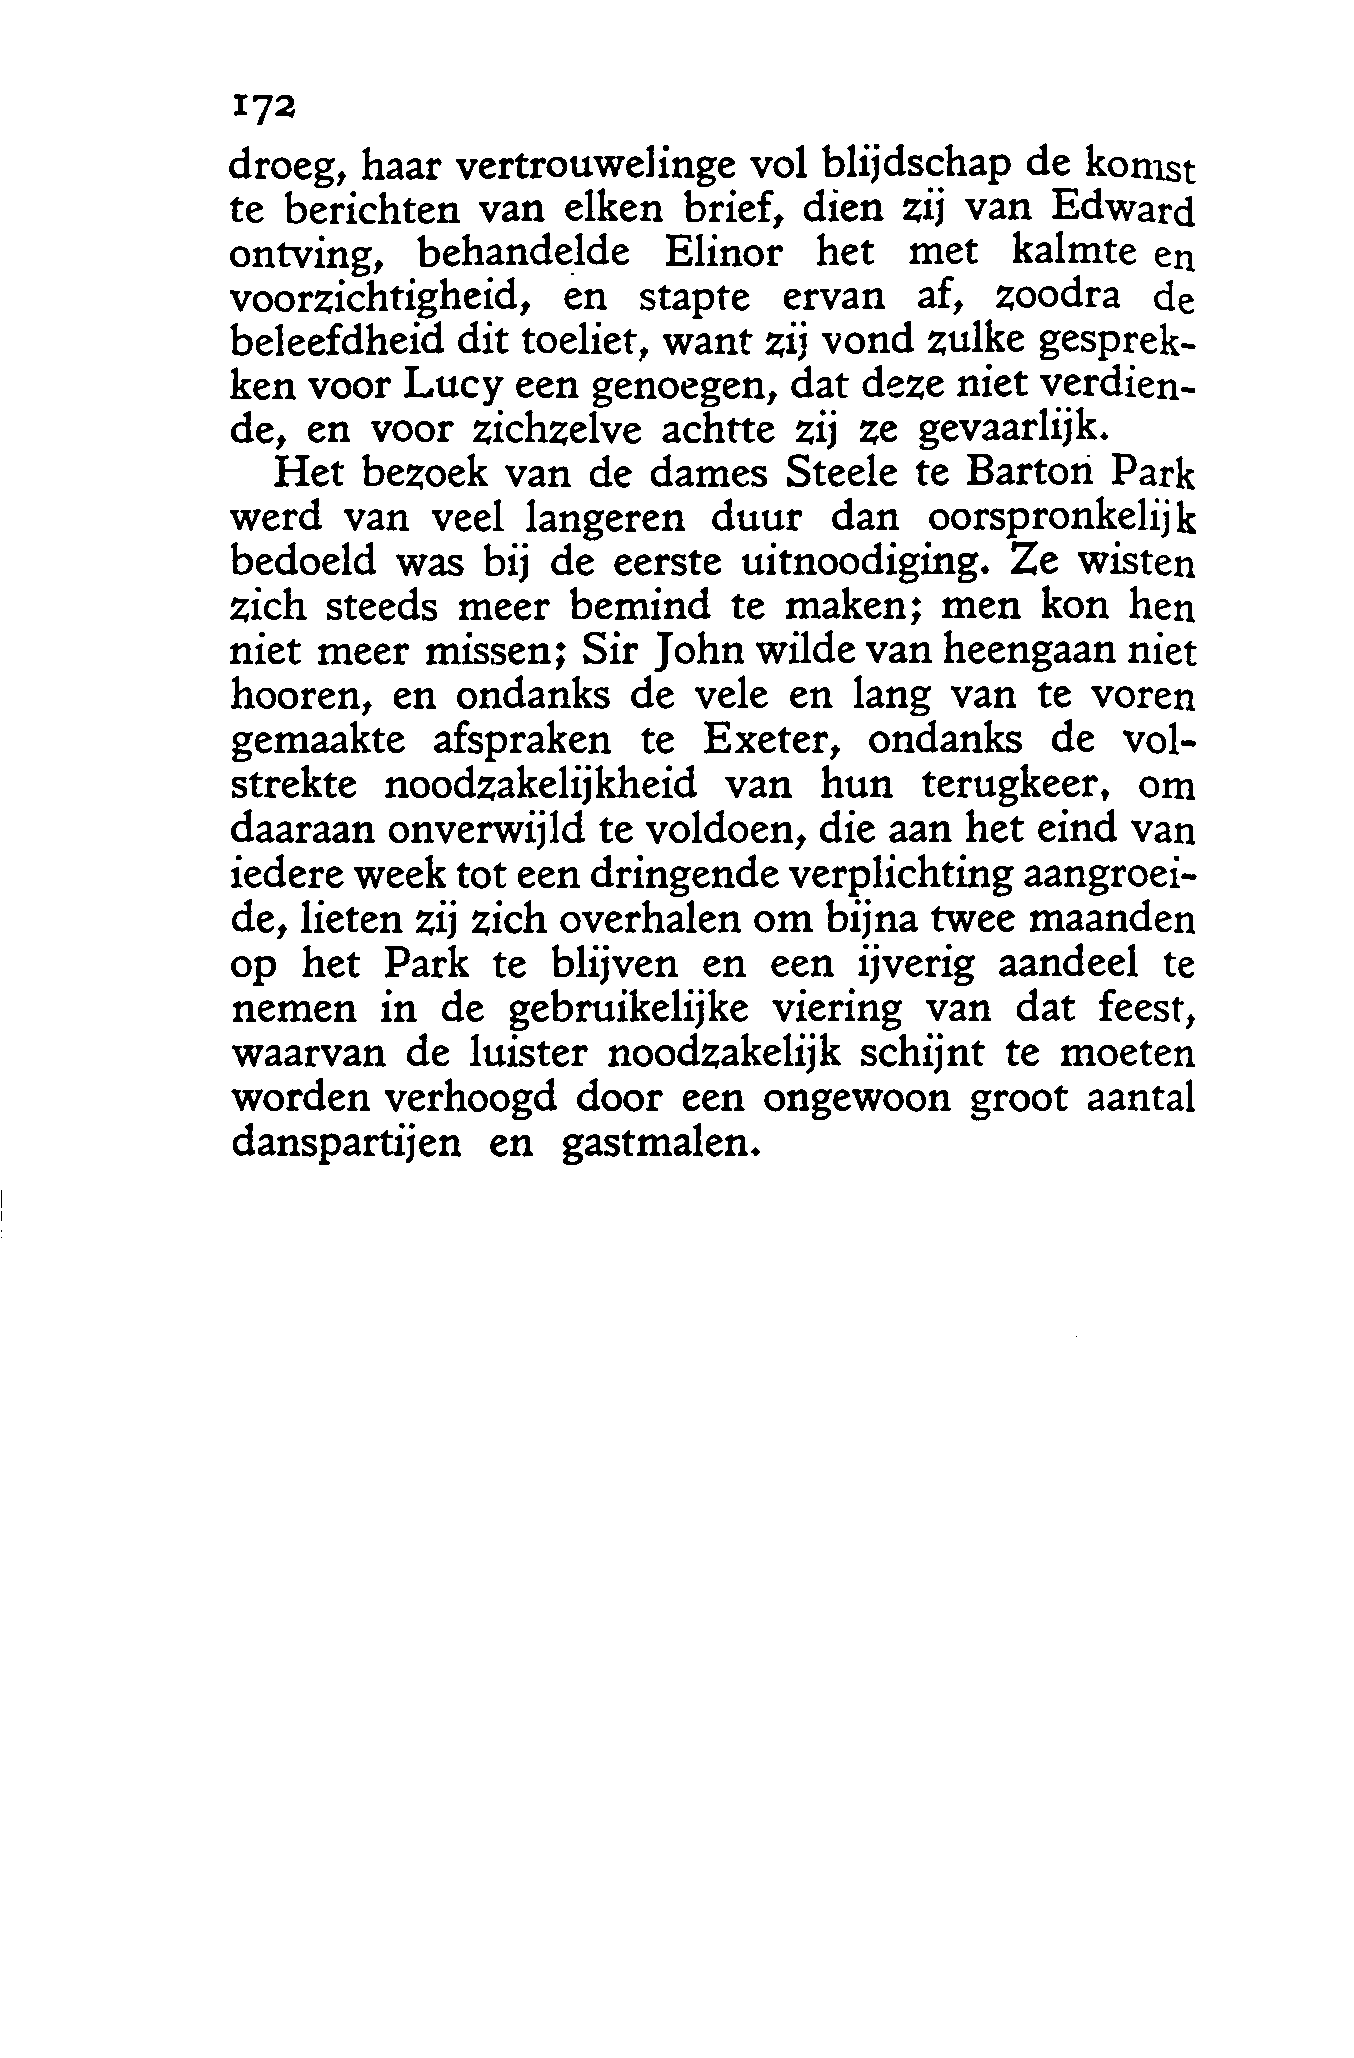 172
droeg, haar vertrouwelinge vol blijdschap de komst
te berichten van elken brief, dien zij van Edward
ontving, behandelde Elinor het met kalmte en
voorzichtigheid, en stapte ervan af, zoodra de
beleefdheid dit toeliet, want zij vond zulke gesprek-
ken voor Lucy een genoegen, dat deze niet verdien-
de, en voor zichzelve achtte zij ze gevaarlijk.
Het bezoek van de dames Steele te Barton Park
werd van veel langeren duur dan oorspronkelijk
bedoeld was bij de eerste uitnoodiging. Ze wisten
zich steeds meer bemind te maken; men kon hen
niet meer missen; Sir John wilde van heengaan niet
hooren, en ondanks de vele en lang van te voren
gemaakte afspraken te Exeter, ondanks de vol-
strekte noodzakelijkheid van hun terugkeer, om
daaraan onverwijld te voldoen, die aan het eind van
iedere week tot een dringende verplichting aangroei-
de, lieten zij zich overhalen om bijna twee maanden
op het Park te blijven en een ijverig aandeel te
nemen in de gebruikelijke viering van dat feest,
waarvan de luister noodzakelijk schijnt te moeten
worden verhoogd door een ongewoon groot aantal
danspartijen en gastmalen.